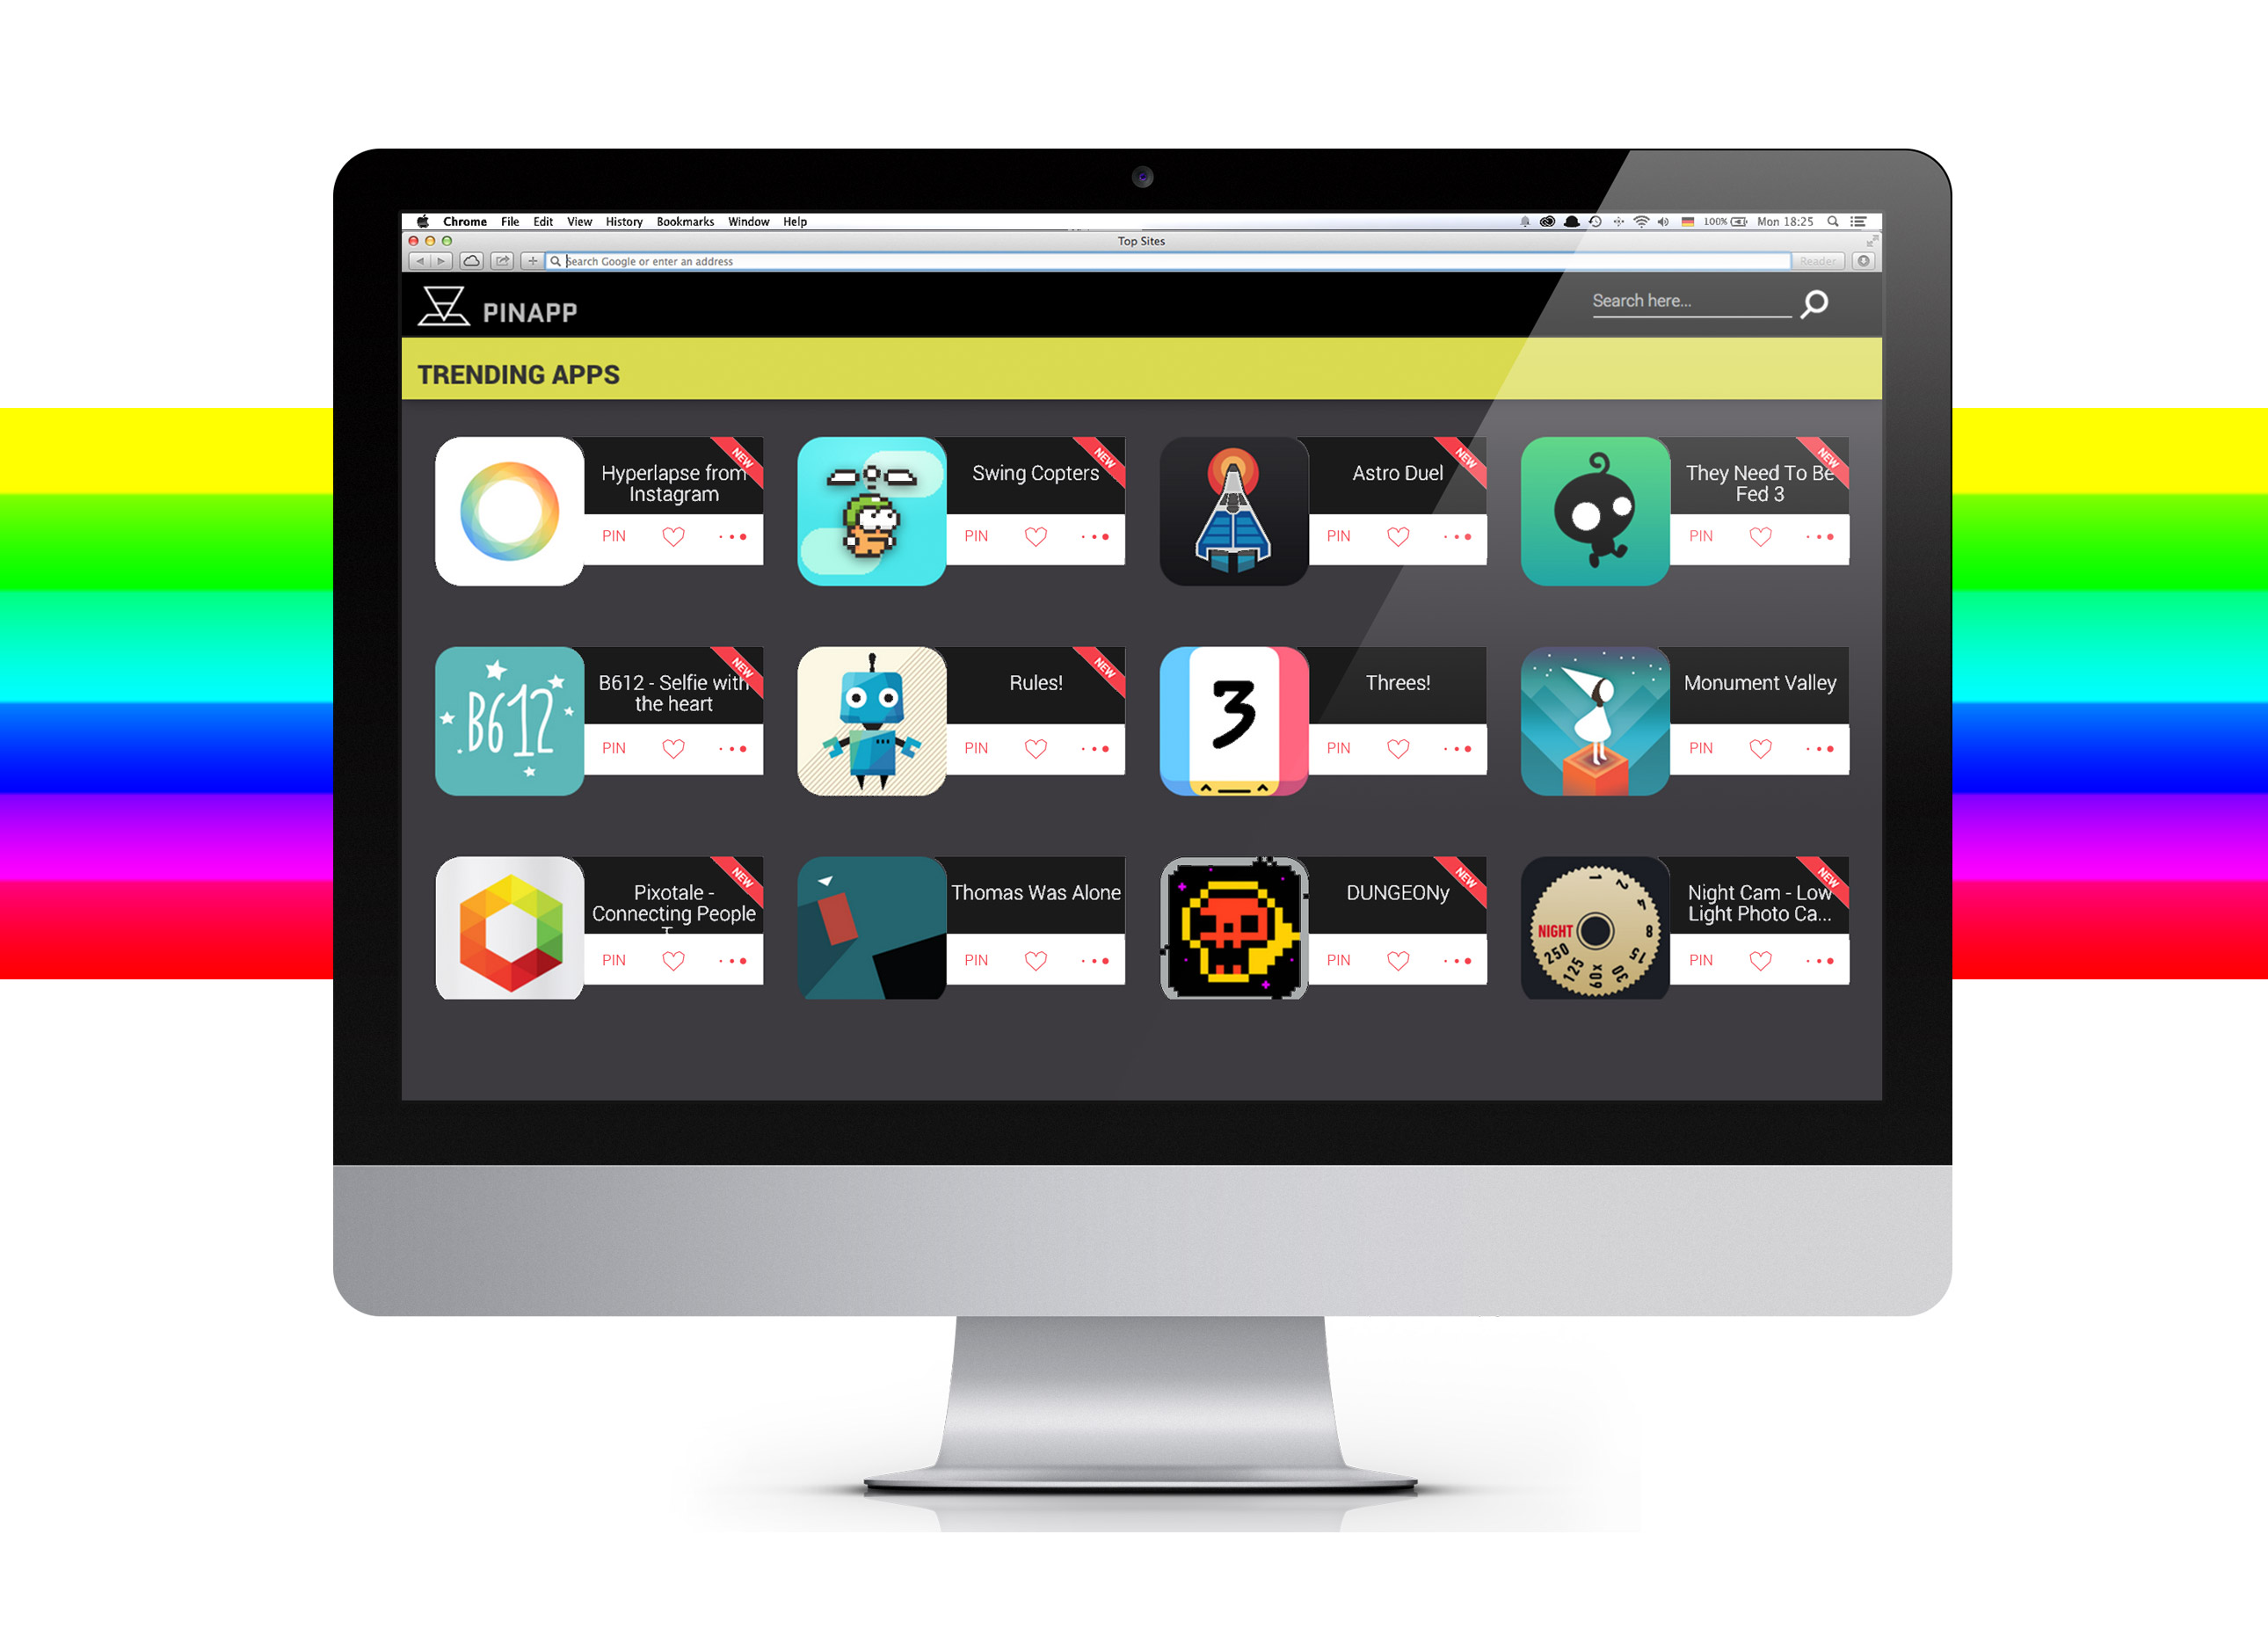 Chrome File Edit View History Bookmarks Window Help 100% Mon 18:25
Top Sites
Search Google or enter an address Reader
PINAPP Search here...
TRENDING APPS
Hyperlapse from
Instagram
NEW
PIN
Swing Copters
NEW
PIN
Astro Duel
NEW
PIN
They Need To Be
Fed 3
NEW
PIN
.B612
B612 - Selfie with
the heart
NEW
PIN
Rules!
NEW
PIN
3
Threes!
PIN
Monument Valley
PIN
Pixotale -
Connecting People
NEW
PIN
Thomas Was Alone
PIN
DUNGEONy
NEW
PIN
NIGHT 1 2 4 8 15 30 60x 125 250
Night Cam - Low
Light Photo Ca...
NEW
PIN